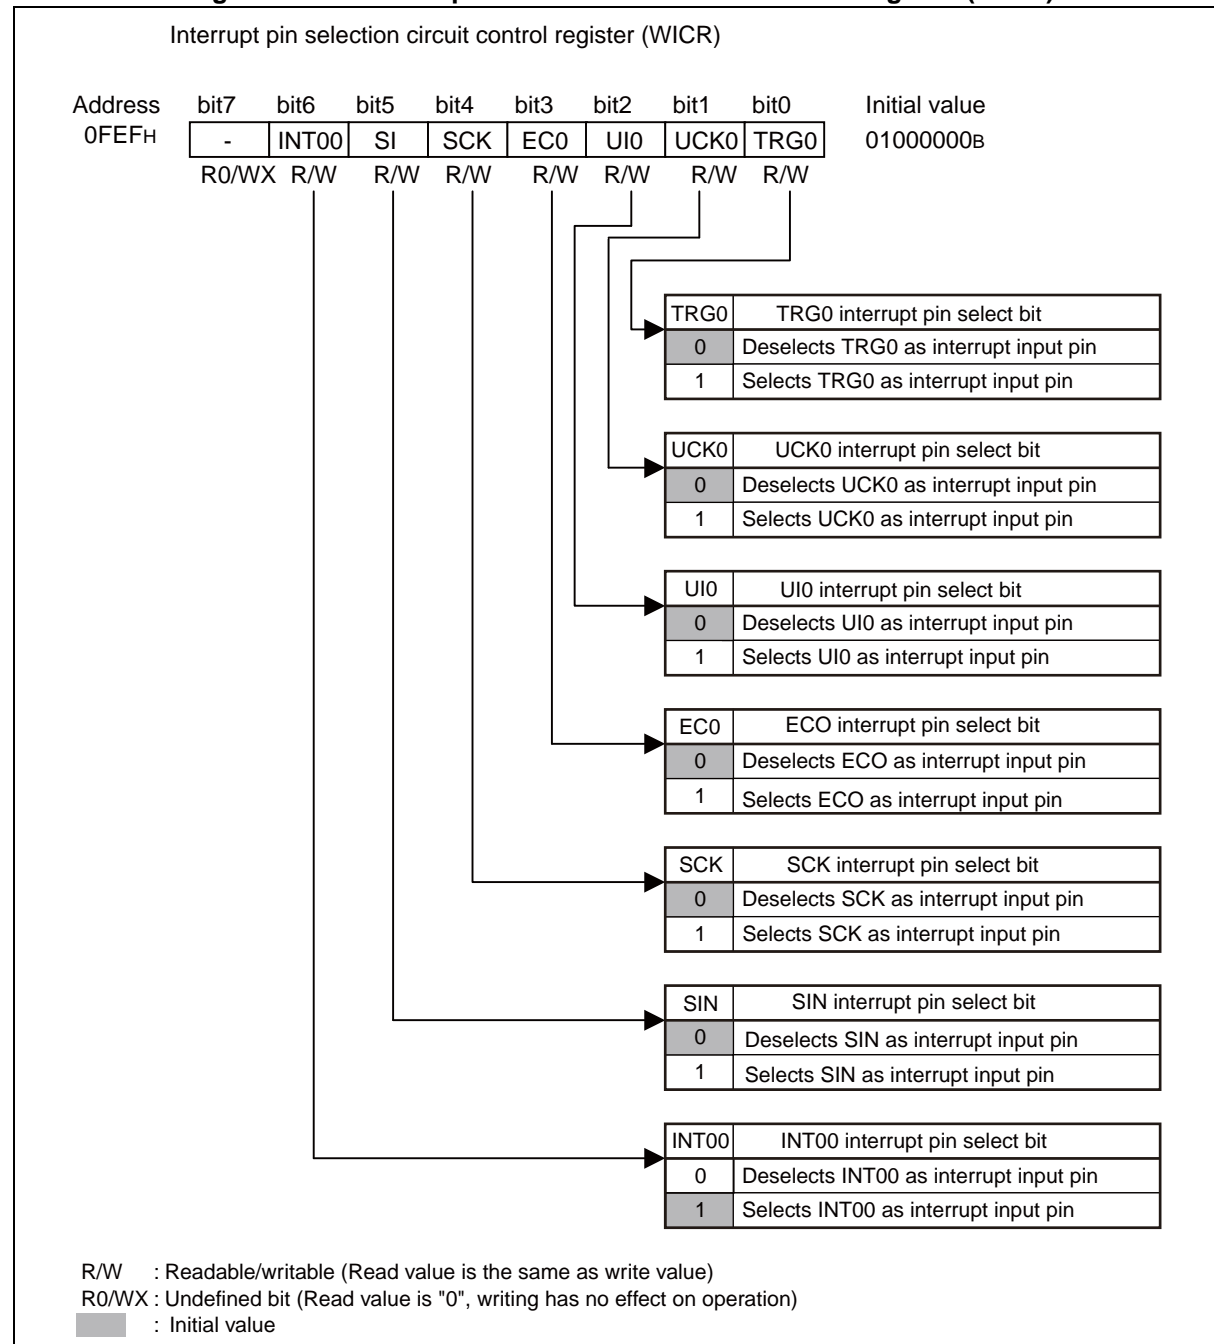 Interrupt pin selection circuit control register (WICR)
Address bit7 bit6 bit5 bit4 bit3 bit2 bit1 bit0 Initial value
0FEFH - INT00 SI SCK EC0 UI0 UCK0 TRG0 01000000B
R0/WX R/W R/W R/W R/W R/W R/W R/W
TRG0 TRG0 interrupt pin select bit
0 Deselects TRG0 as interrupt input pin
1 Selects TRG0 as interrupt input pin
UCK0 UCK0 interrupt pin select bit
0 Deselects UCK0 as interrupt input pin
1 Selects UCK0 as interrupt input pin
UI0 UI0 interrupt pin select bit
0 Deselects UI0 as interrupt input pin
1 Selects UI0 as interrupt input pin
EC0 ECO interrupt pin select bit
0 Deselects ECO as interrupt input pin
1 Selects ECO as interrupt input pin
SCK SCK interrupt pin select bit
0 Deselects SCK as interrupt input pin
1 Selects SCK as interrupt input pin
SIN SIN interrupt pin select bit
0 Deselects SIN as interrupt input pin
1 Selects SIN as interrupt input pin
INT00 INT00 interrupt pin select bit
0 Deselects INT00 as interrupt input pin
1 Selects INT00 as interrupt input pin
R/W : Readable/writable (Read value is the same as write value)
R0/WX : Undefined bit (Read value is "0", writing has no effect on operation)
: Initial value